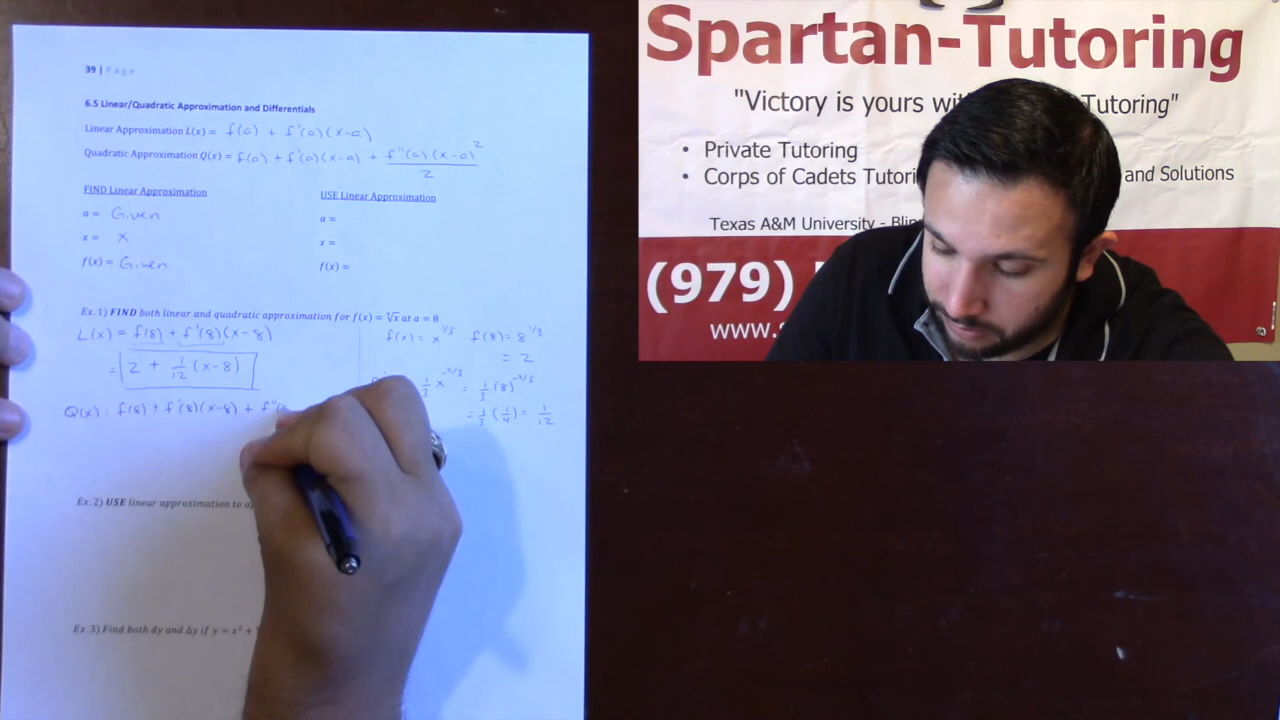 39 | Page
6.5 Linear/Quadratic Approximation and Differentials
Linear Approximation L(x) = f(a) + f'(a)(x-a)
Quadratic Approximation Q(x) = f(a) + f'(a)(x-a) + f''(a)(x-a)²/2
FIND Linear Approximation
a = Given
x = x
f(x) = Given
USE Linear Approximation
a =
x =
f(x) =
Ex. 1) FIND both linear and quadratic approximation for f(x) = ∛x at a = 8
L(x) = f(8) + f'(8)(x-8)
= 2 + 1/12 (x-8)
Q(x): f(8) + f'(8)(x-8) + f''(
f(x) = x^1/3 f(8) = 8^1/3
= 2
1/3 x^-2/3 = 1/3 (8)^-2/3
= 1/3 (1/4) = 1/12
Ex. 2) USE linear approximation to
Ex. 3) Find both dy and Δy if y = x² +
Spartan-Tutoring
"Victory is yours Tutoring"
• Private Tutoring
• Corps of Cadets and Solutions
Texas A&M University -
(979)
www.s